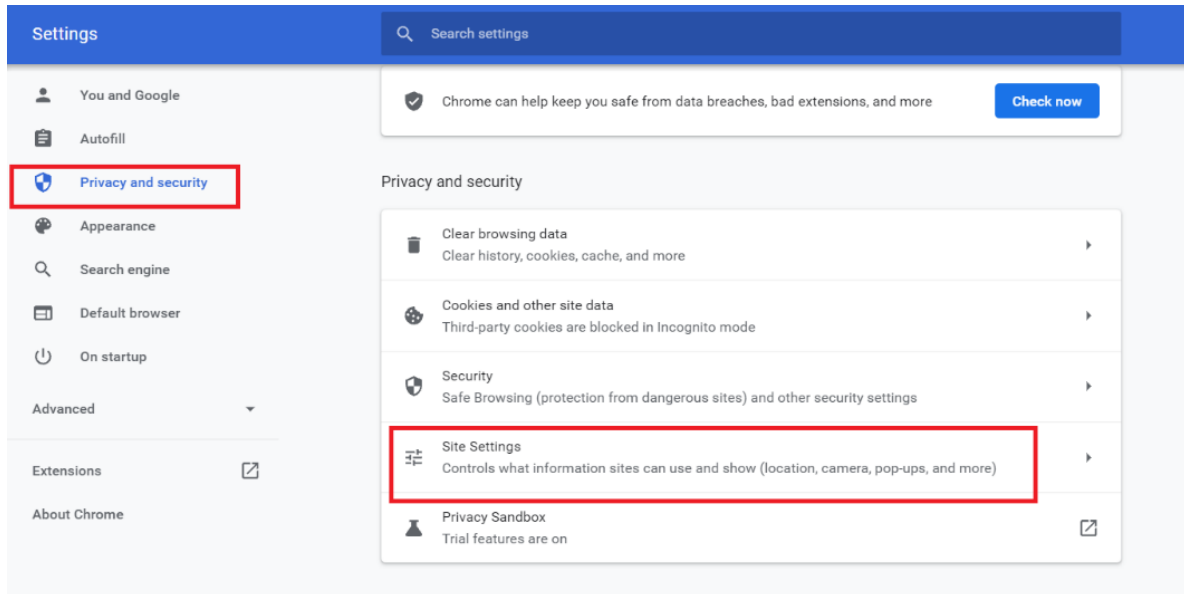 Settings
Search settings
You and Google
Autofill
Privacy and security
Appearance
Search engine
Default browser
On startup
Advanced
Extensions
About Chrome
Chrome can help keep you safe from data breaches, bad extensions, and more
Check now
Privacy and security
Clear browsing data
Clear history, cookies, cache, and more
Cookies and other site data
Third-party cookies are blocked in Incognito mode
Security
Safe Browsing (protection from dangerous sites) and other security settings
Site Settings
Controls what information sites can use and show (location, camera, pop-ups, and more)
Privacy Sandbox
Trial features are on